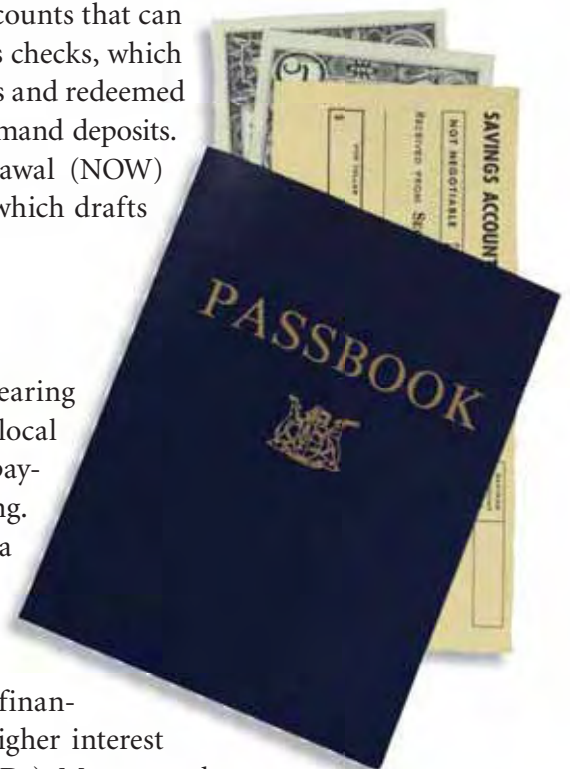 counts that can
s checks, which
s and redeemed
mand deposits.
awal (NOW)
which drafts
earing
local
pay-
ng.
a
finan-
igher interest
PASSBOOK
SAVINGS ACCOUNT
NOT NEGOTIABLE
RECEIVED FROM
$
5